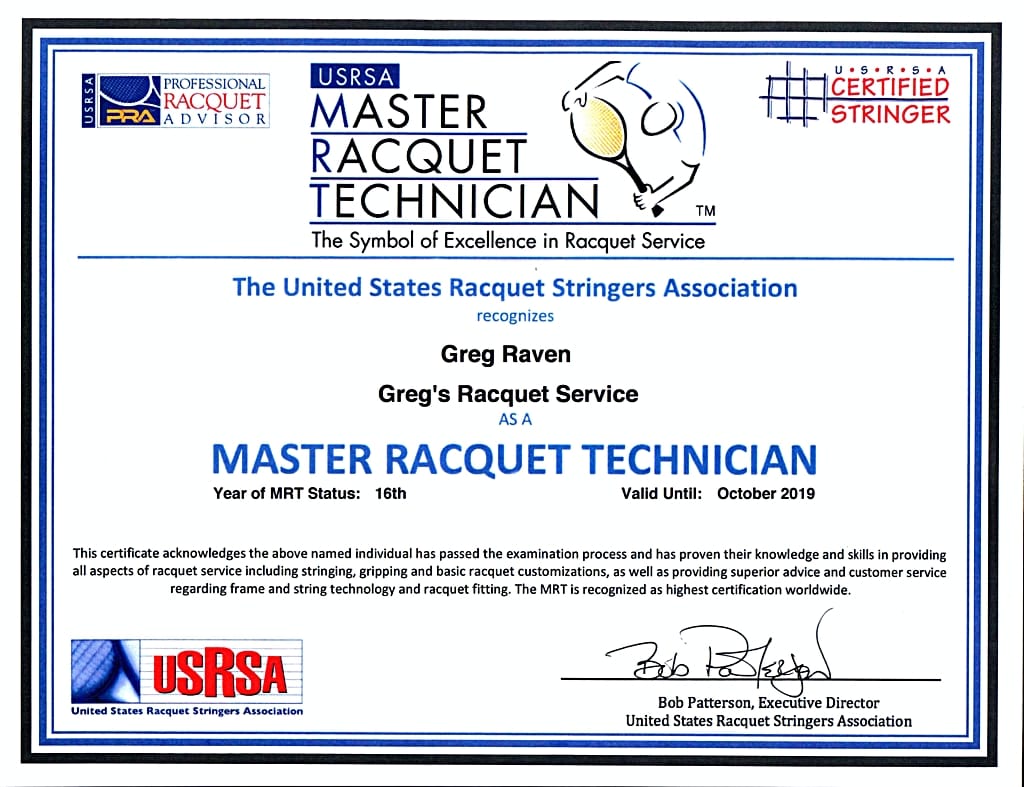 USRSA
PROFESSIONAL
RACQUET
PRA ADVISOR
USRSA
MASTER
RACQUET
TECHNICIAN
TM
The Symbol of Excellence in Racquet Service
U•S•R•S•A
CERTIFIED
STRINGER
The United States Racquet Stringers Association
recognizes
Greg Raven
Greg's Racquet Service
AS A
MASTER RACQUET TECHNICIAN
Year of MRT Status: 16th Valid Until: October 2019
This certificate acknowledges the above named individual has passed the examination process and has proven their knowledge and skills in providing
all aspects of racquet service including stringing, gripping and basic racquet customizations, as well as providing superior advice and customer service
regarding frame and string technology and racquet fitting. The MRT is recognized as highest certification worldwide.
USRSA
United States Racquet Stringers Association
Bob Patterson
Bob Patterson, Executive Director
United States Racquet Stringers Association